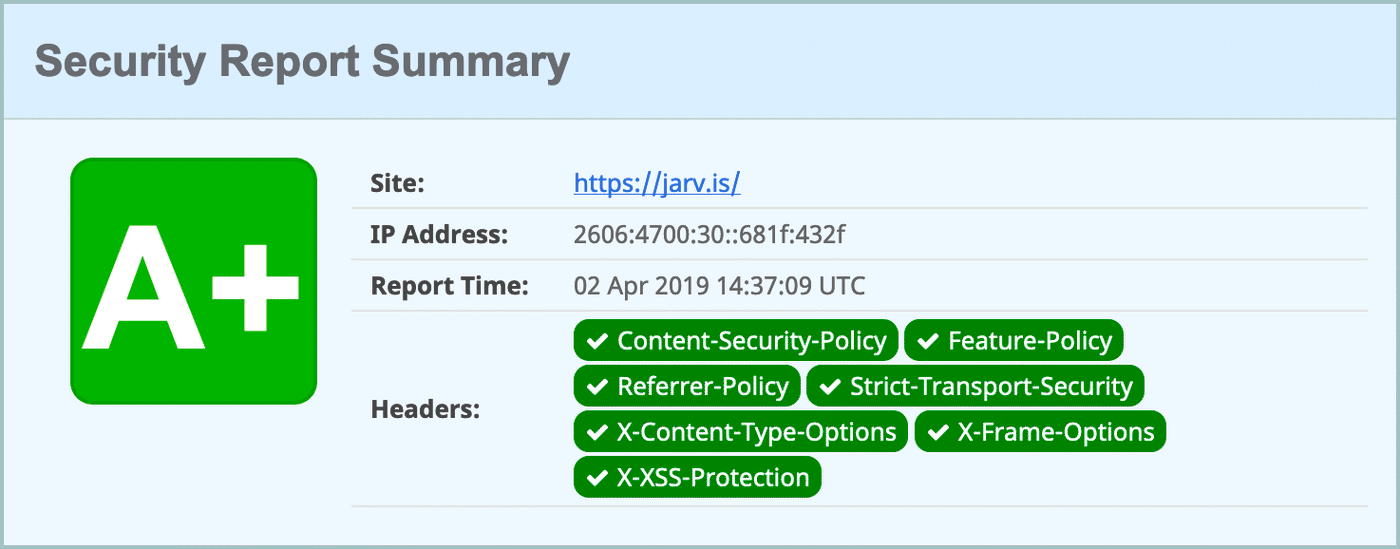 Security Report Summary
A+
Site: https://jarv.is/
IP Address: 2606:4700:30::681f:432f
Report Time: 02 Apr 2019 14:37:09 UTC
Headers:
✔ Content-Security-Policy ✔ Feature-Policy
✔ Referrer-Policy ✔ Strict-Transport-Security
✔ X-Content-Type-Options ✔ X-Frame-Options
✔ X-XSS-Protection